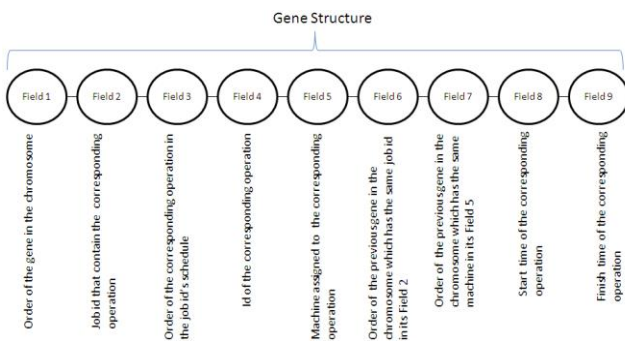 Gene Structure
Field 1
Field 2
Field 3
Field 4
Field 5
Field 6
Field 7
Field 8
Field 9
Order of the gene in the chromosome
Job id that contain the corresponding
operation
Order of the corresponding operation in
the job id's schedule
Id of the corresponding operation
Machine assigned to the corresponding
operation
Order of the previous gene in the
chromosome which has the same job id
in its Field 2
Order of the previous gene in the
chromosome which has the same
machine in its Field 5
Start time of the corresponding
operation
Finish time of the corresponding
operation